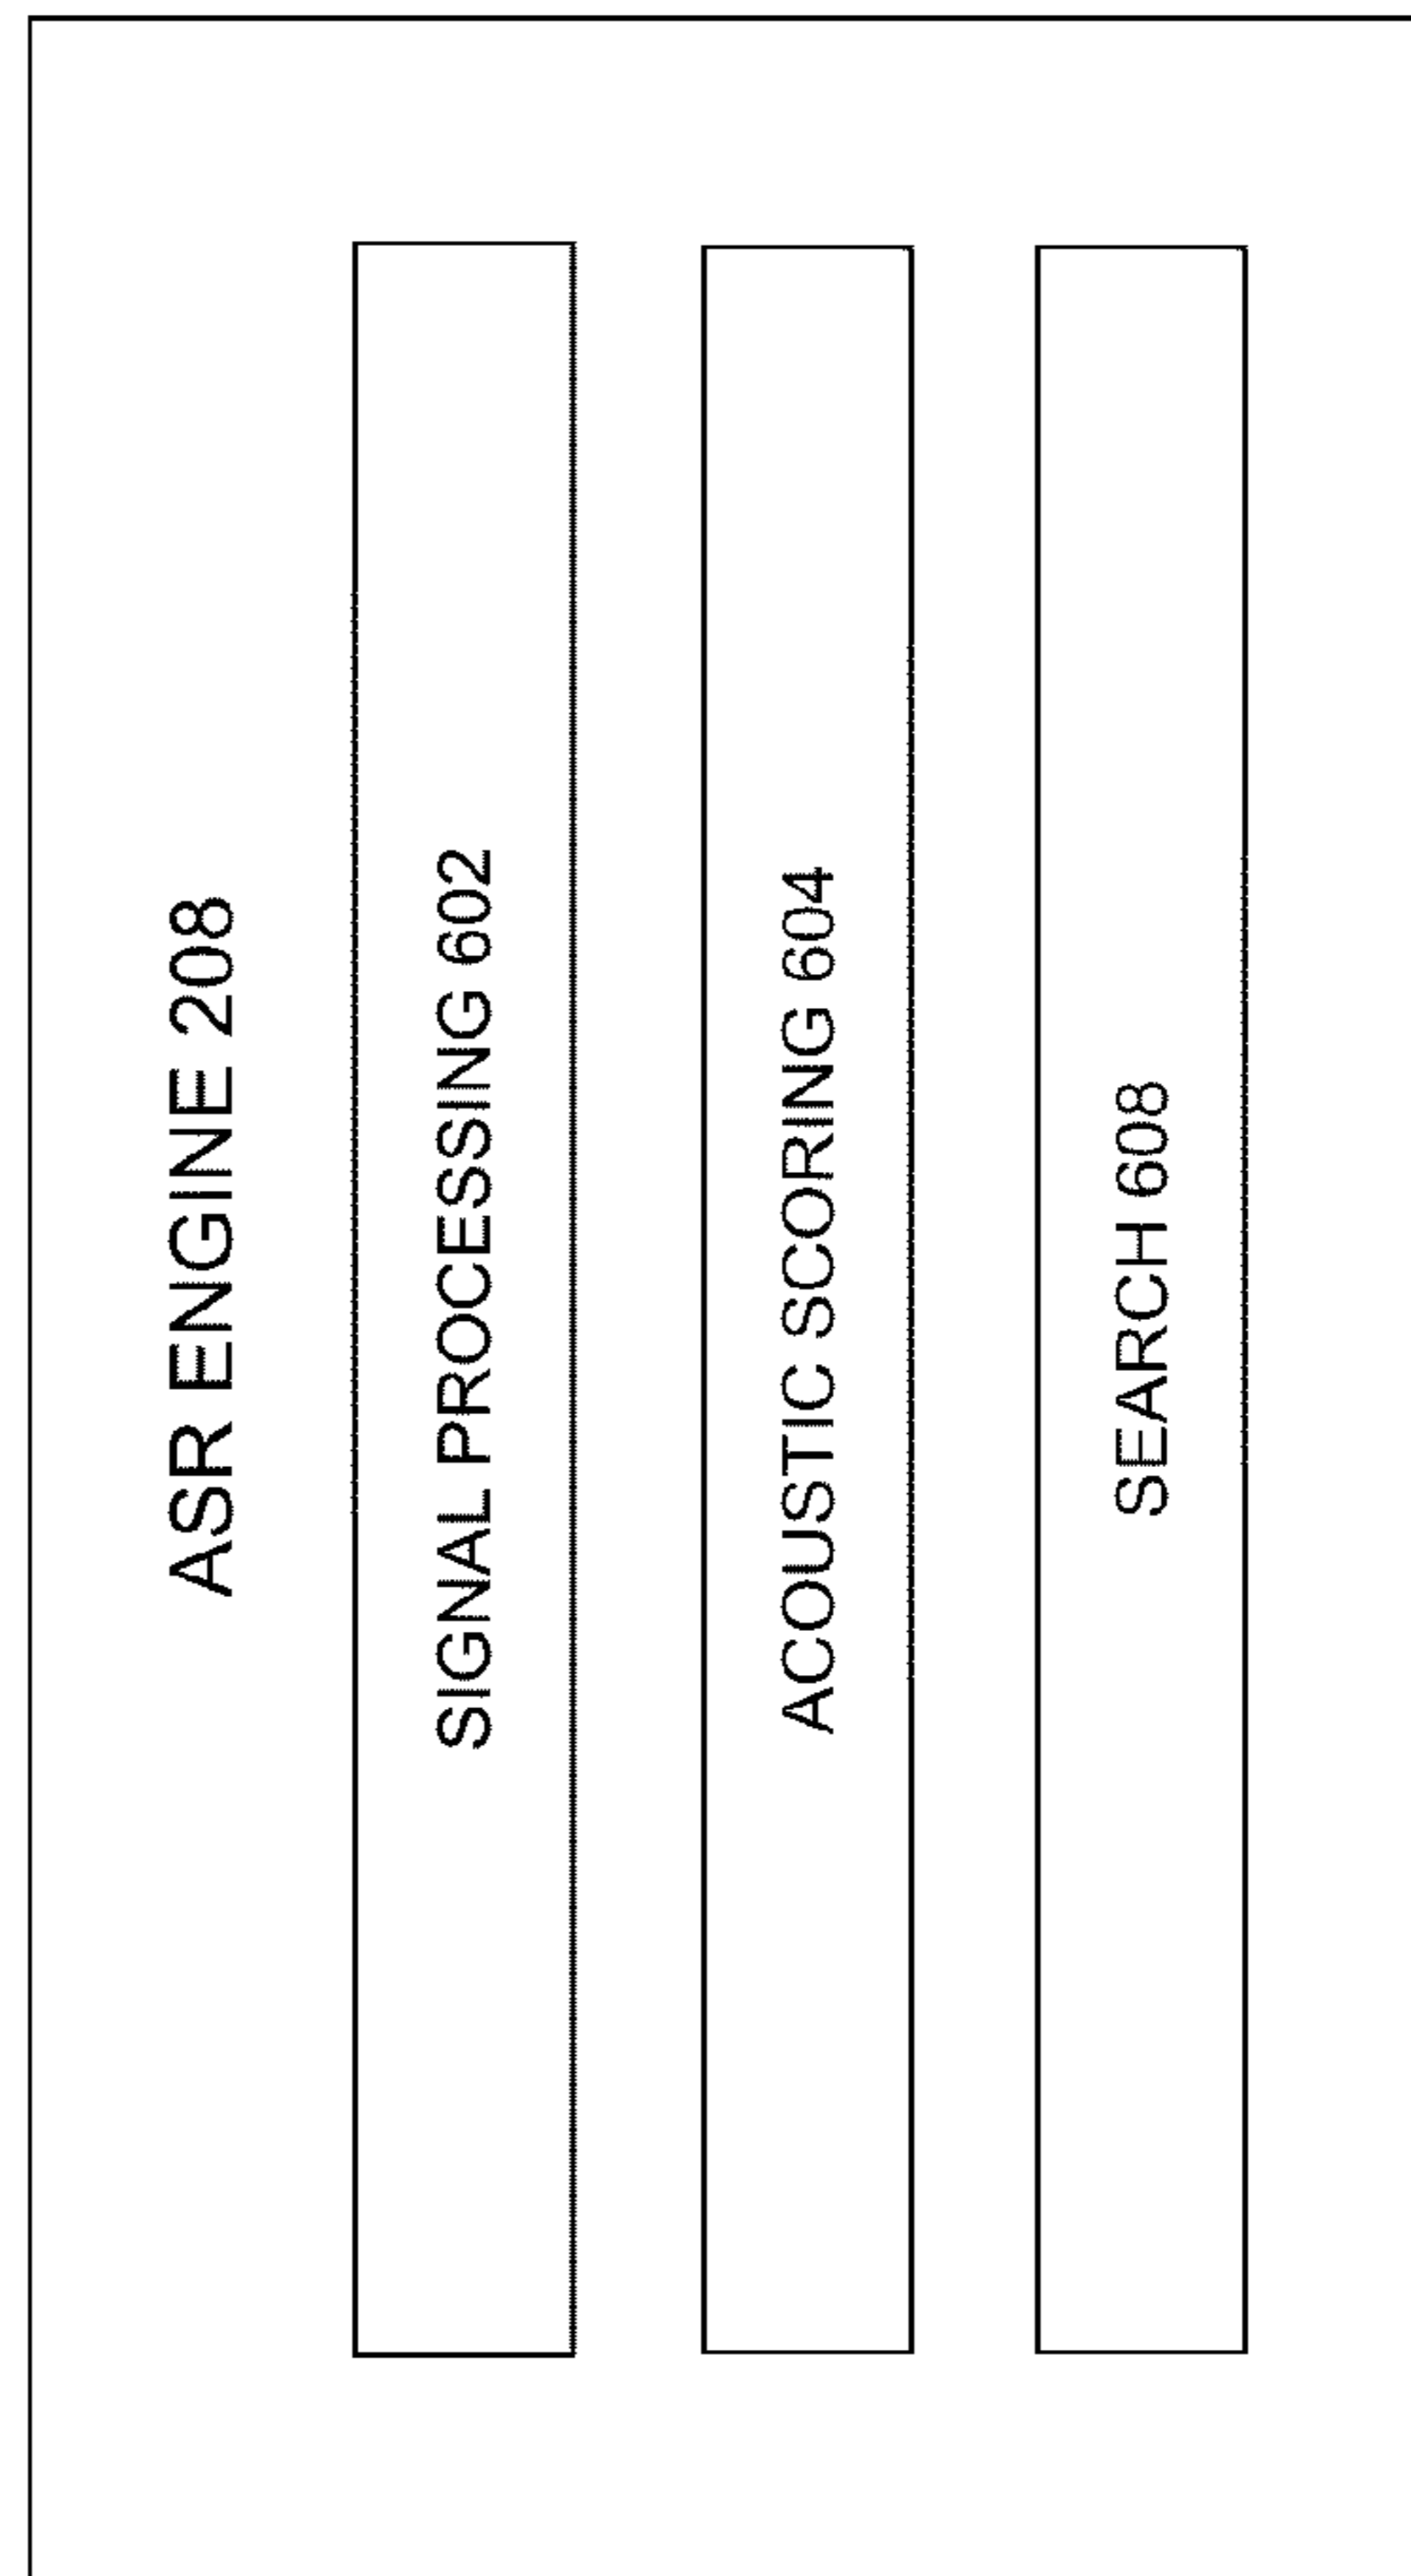 ASR ENGINE 208
SIGNAL PROCESSING 602
ACOUSTIC SCORING 604
SEARCH 608